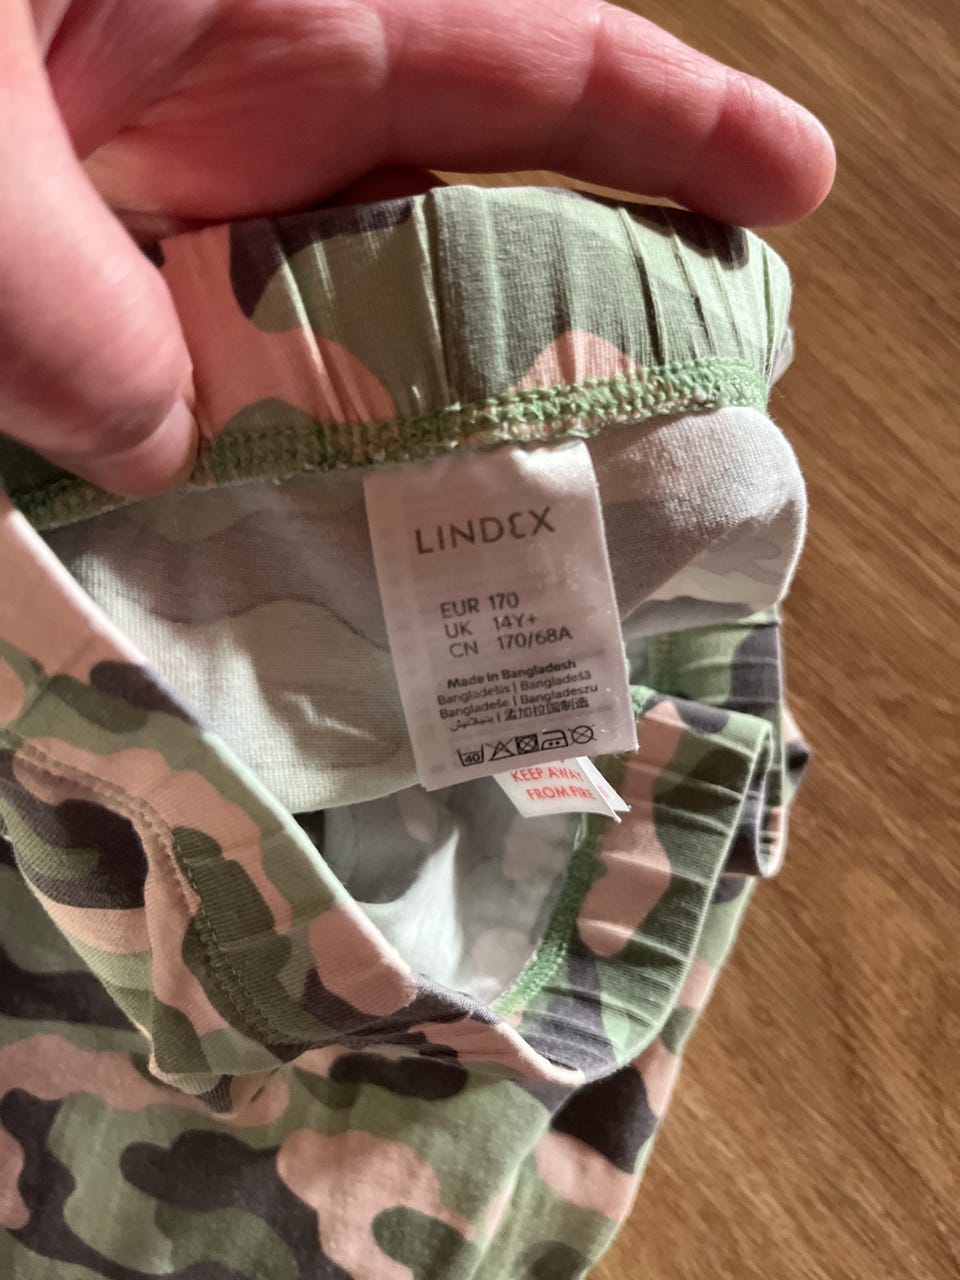 LINDEX
EUR 170
UK 14Y+
CN 170/68A
Made in Bangladesh
Bangladešis | Bangladešā
Bangladeše | Bangladeszu
孟加拉国制造
40
KEEP AWAY
FROM FIRE